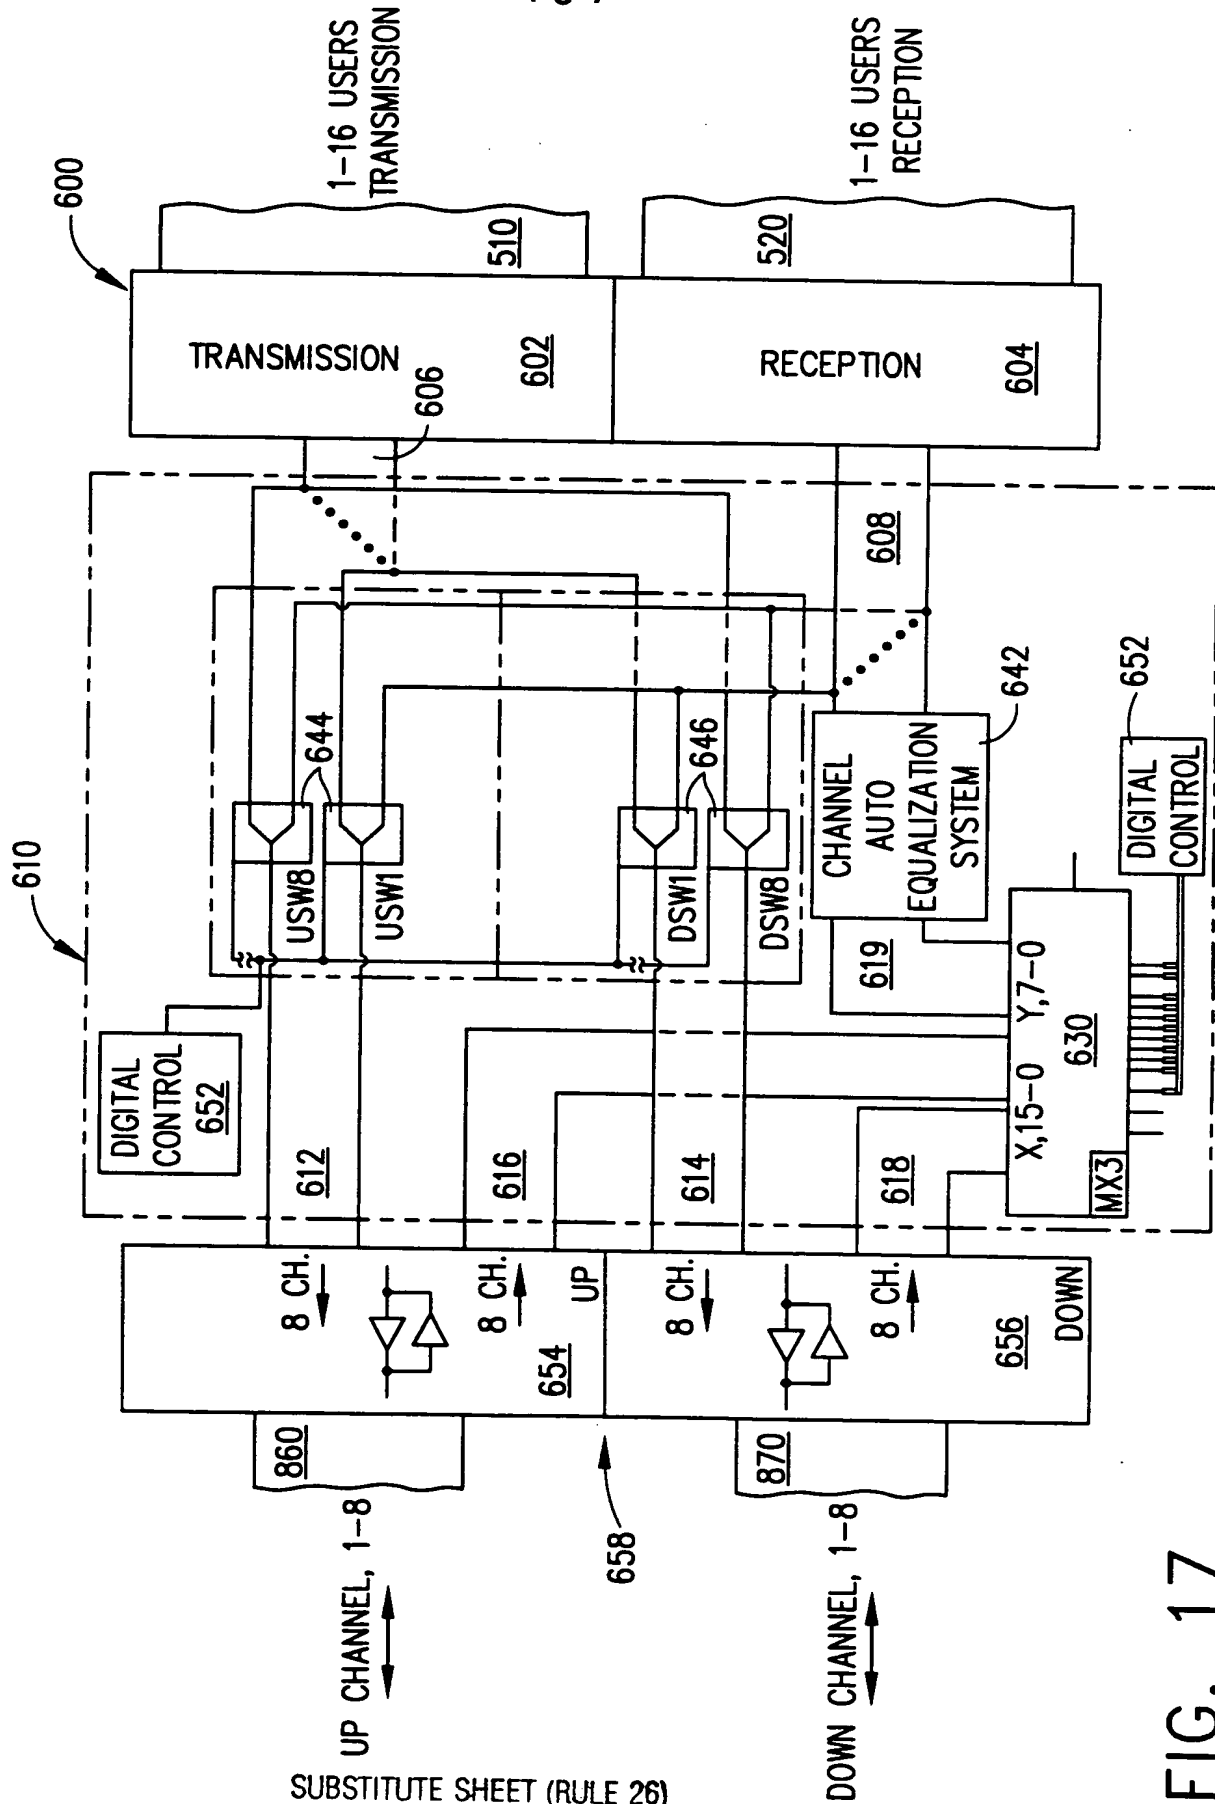 1-16 USERS
TRANSMISSION
1-16 USERS
RECEPTION
600
510
520
TRANSMISSION
602
RECEPTION
604
606
608
610
644
646
USW8
USW1
DSW1
DSW8
CHANNEL
AUTO
EQUALIZATION
SYSTEM
642
652
DIGITAL
CONTROL
DIGITAL
CONTROL
652
619
Y,7-0
X,15-0
630
MX3
612
616
614
618
8 CH.
8 CH.
UP
654
8 CH.
8 CH.
656
DOWN
860
870
658
UP CHANNEL, 1-8
DOWN CHANNEL, 1-8
SUBSTITUTE SHEET (RULE 26)
FIG. 17